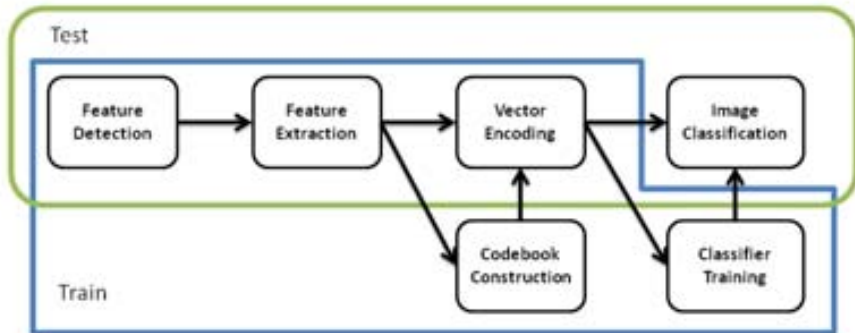 Test
Feature
Detection
Feature
Extraction
Vector
Encoding
Image
Classification
Codebook
Construction
Classifier
Training
Train